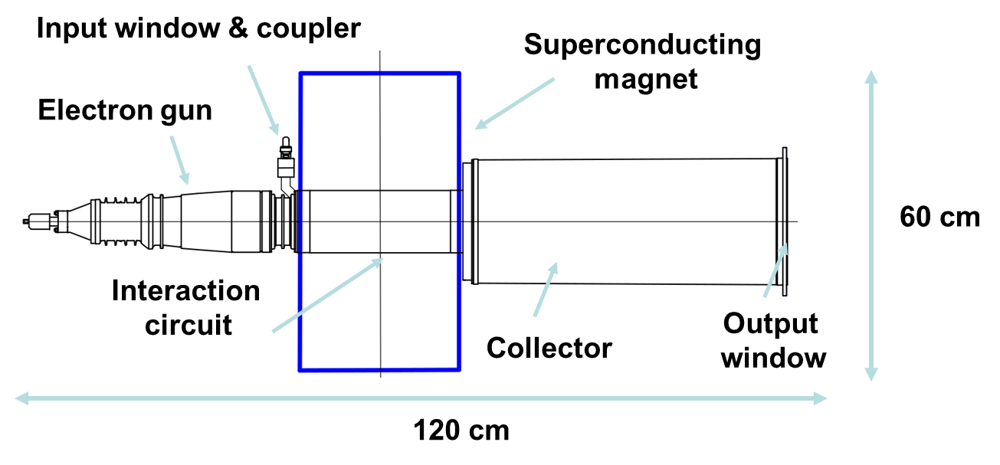 Input window & coupler
Superconducting
magnet
Electron gun
60 cm
Interaction
circuit
Collector
Output
window
120 cm